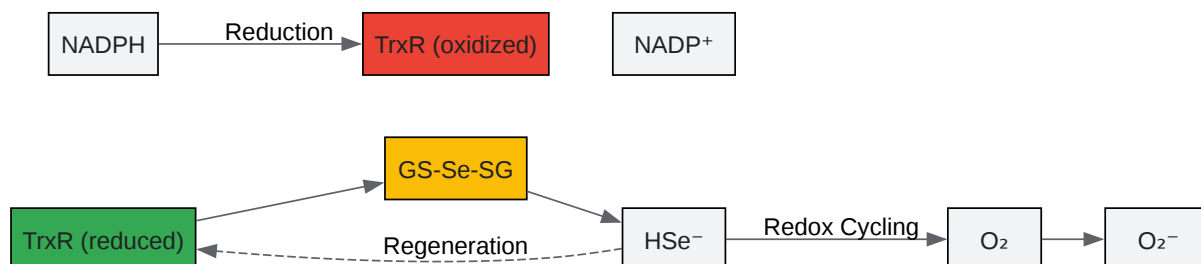 NADPH
Reduction
TrxR (oxidized)
NADP⁺
GS-Se-SG
TrxR (reduced)
Regeneration
HSe⁻
Redox Cycling
O₂
O₂⁻